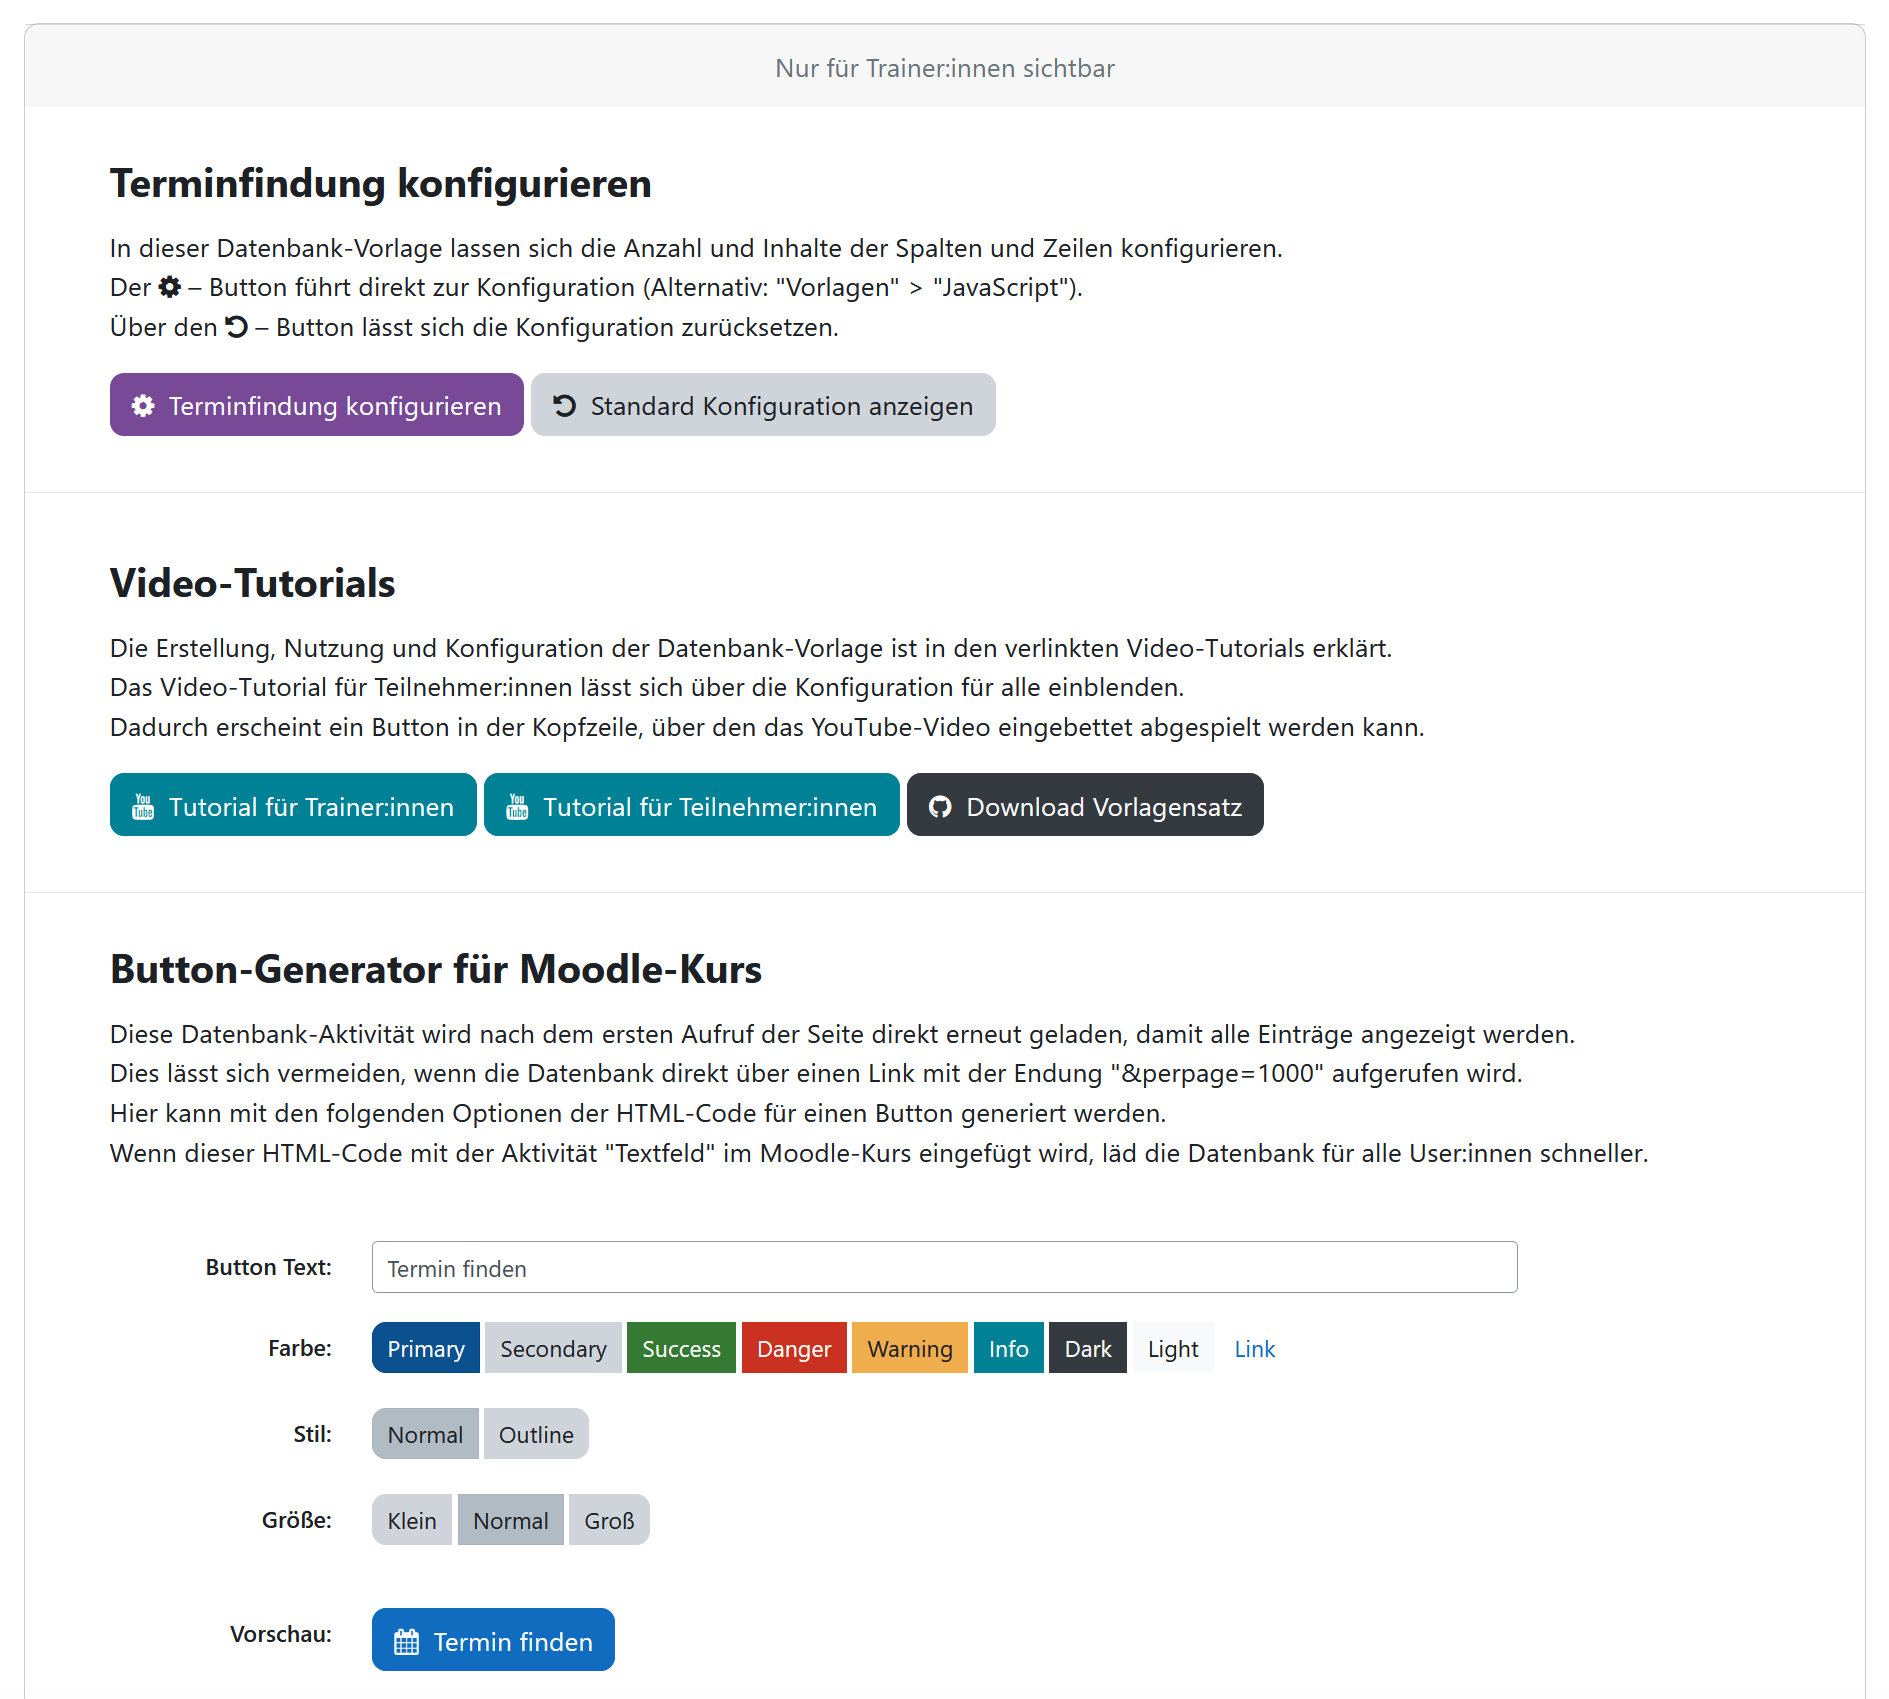 Nur für Trainer:innen sichtbar
Terminfindung konfigurieren
In dieser Datenbank-Vorlage lassen sich die Anzahl und Inhalte der Spalten und Zeilen konfigurieren.
Der – Button führt direkt zur Konfiguration (Alternativ: "Vorlagen" > "JavaScript").
Über den – Button lässt sich die Konfiguration zurücksetzen.
Terminfindung konfigurieren Standard Konfiguration anzeigen
Video-Tutorials
Die Erstellung, Nutzung und Konfiguration der Datenbank-Vorlage ist in den verlinkten Video-Tutorials erklärt.
Das Video-Tutorial für Teilnehmer:innen lässt sich über die Konfiguration für alle einblenden.
Dadurch erscheint ein Button in der Kopfzeile, über den das YouTube-Video eingebettet abgespielt werden kann.
You Tube Tutorial für Trainer:innen You Tube Tutorial für Teilnehmer:innen Download Vorlagensatz
Button-Generator für Moodle-Kurs
Diese Datenbank-Aktivität wird nach dem ersten Aufruf der Seite direkt erneut geladen, damit alle Einträge angezeigt werden.
Dies lässt sich vermeiden, wenn die Datenbank direkt über einen Link mit der Endung "&perpage=1000" aufgerufen wird.
Hier kann mit den folgenden Optionen der HTML-Code für einen Button generiert werden.
Wenn dieser HTML-Code mit der Aktivität "Textfeld" im Moodle-Kurs eingefügt wird, läd die Datenbank für alle User:innen schneller.
Button Text: Termin finden
Farbe: Primary Secondary Success Danger Warning Info Dark Light Link
Stil: Normal Outline
Größe: Klein Normal Groß
Vorschau: Termin finden